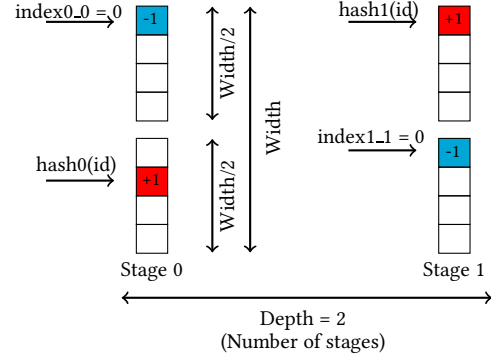 index0_0 = 0
-1
Width/2
Width
hash1(id)
+1
hash0(id)
+1
Width/2
index1_1 = 0
-1
Stage 0
Stage 1
Depth = 2
(Number of stages)